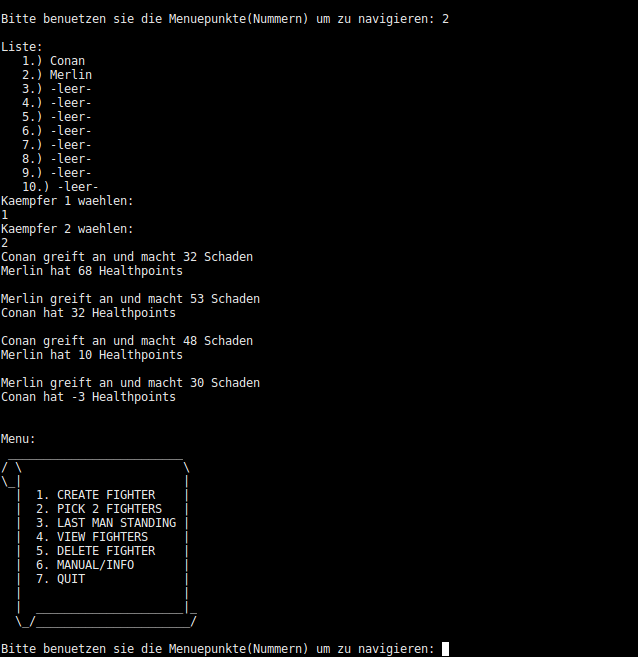 Bitte benuetzen sie die Menuepunkte(Nummern) um zu navigieren: 2
Liste:
1.) Conan
2.) Merlin
3.) -leer-
4.) -leer-
5.) -leer-
6.) -leer-
7.) -leer-
8.) -leer-
9.) -leer-
10.) -leer-
Kaempfer 1 waehlen:
1
Kaempfer 2 waehlen:
2
Conan greift an und macht 32 Schaden
Merlin hat 68 Healthpoints
Merlin greift an und macht 53 Schaden
Conan hat 32 Healthpoints
Conan greift an und macht 48 Schaden
Merlin hat 10 Healthpoints
Merlin greift an und macht 30 Schaden
Conan hat -3 Healthpoints
Menu:
1. CREATE FIGHTER
2. PICK 2 FIGHTERS
3. LAST MAN STANDING
4. VIEW FIGHTERS
5. DELETE FIGHTER
6. MANUAL/INFO
7. QUIT
Bitte benuetzen sie die Menuepunkte(Nummern) um zu navigieren: